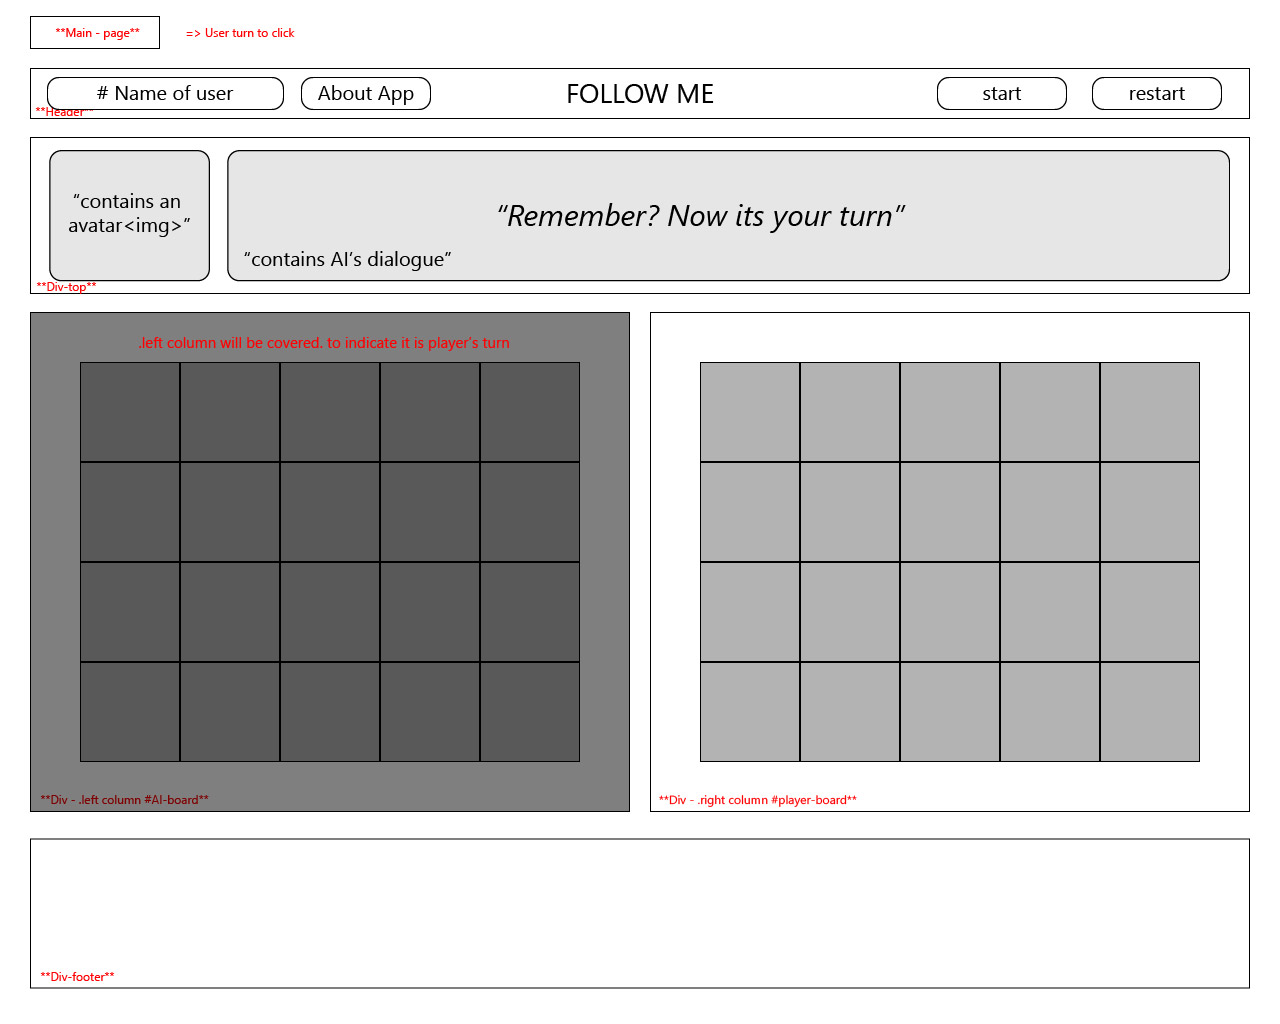 **Main - page**
=> User turn to click
# Name of user
About App
FOLLOW ME
start
restart
**Header**
“contains an
avatar<img>”
“Remember? Now its your turn”
“contains AI’s dialogue”
**Div-top**
.left column will be covered. to indicate it is player’s turn
**Div - .left column #AI-board**
**Div - .right column #player-board**
**Div-footer**